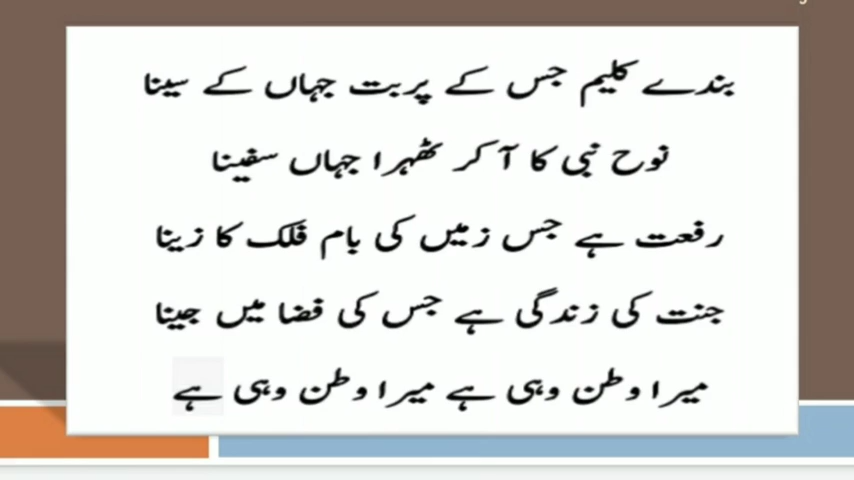 بندے کلیم جس کے پربت جہاں کے سینا
نوح نبی کا آ کر ٹھہرا جہاں سفینا
رفعت ہے جس زمیں کی بام فلک کا زینا
جنت کی زندگی ہے جس کی فضا میں جینا
میرا وطن وہی ہے میرا وطن وہی ہے